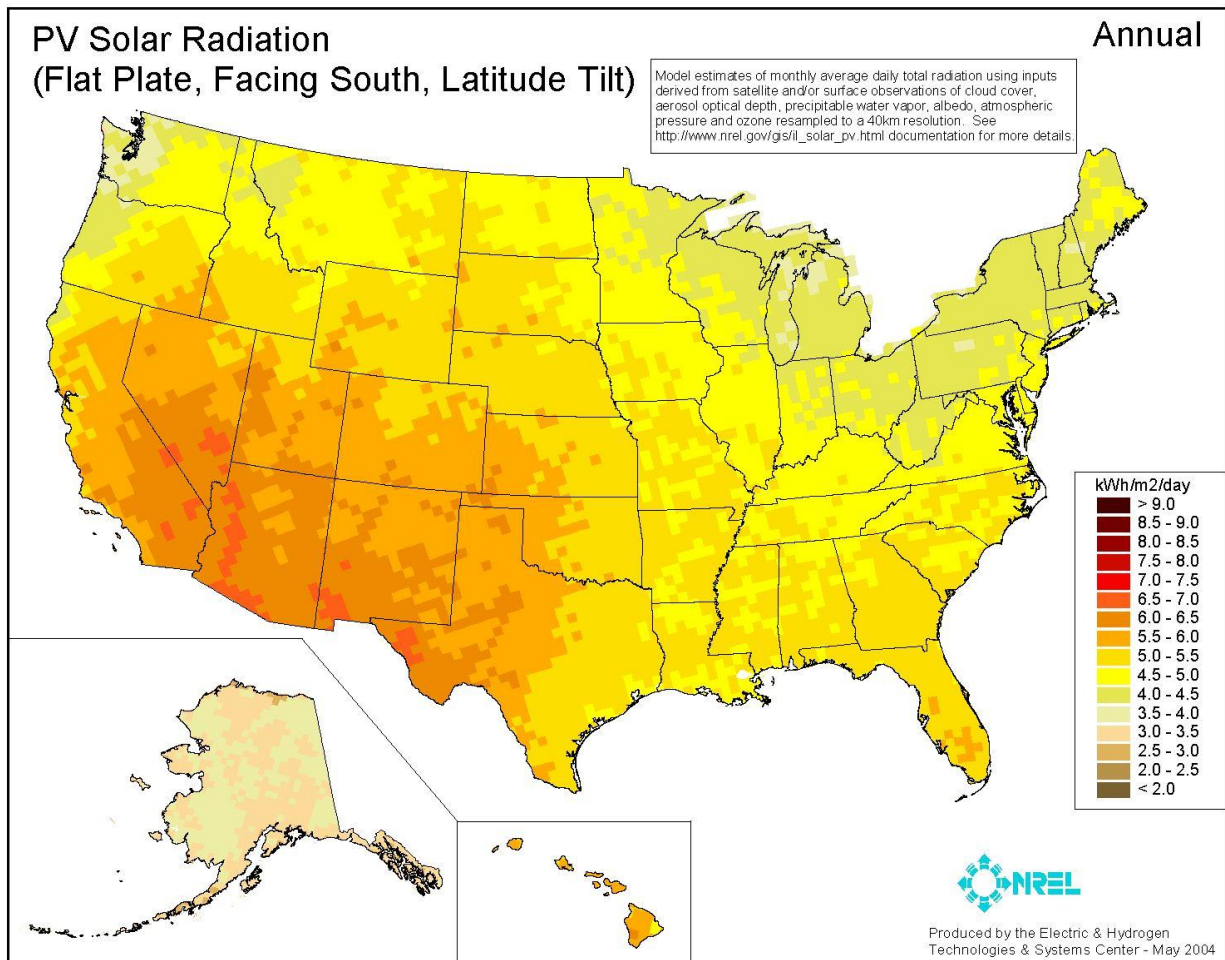 PV Solar Radiation
(Flat Plate, Facing South, Latitude Tilt)
Annual
Model estimates of monthly average daily total radiation using inputs
derived from satellite and/or surface observations of cloud cover,
aerosol optical depth, precipitable water vapor, albedo, atmospheric
pressure and ozone resampled to a 40km resolution.  See
http://www.nrel.gov/gis/il_solar_pv.html documentation for more details.
kWh/m2/day
> 9.0
8.5 - 9.0
8.0 - 8.5
7.5 - 8.0
7.0 - 7.5
6.5 - 7.0
6.0 - 6.5
5.5 - 6.0
5.0 - 5.5
4.5 - 5.0
4.0 - 4.5
3.5 - 4.0
3.0 - 3.5
2.5 - 3.0
2.0 - 2.5
< 2.0
NREL
Produced by the Electric & Hydrogen
Technologies & Systems Center - May 2004